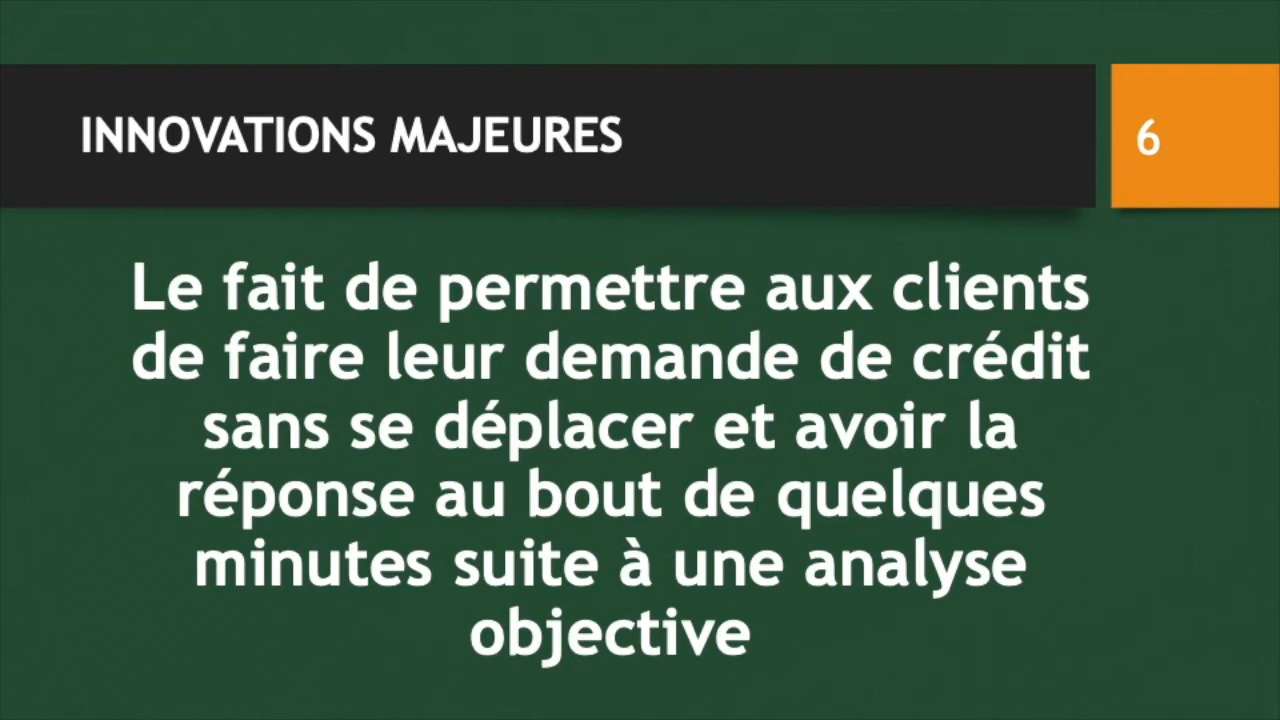 INNOVATIONS MAJEURES
6
Le fait de permettre aux clients
de faire leur demande de crédit
sans se déplacer et avoir la
réponse au bout de quelques
minutes suite à une analyse
objective